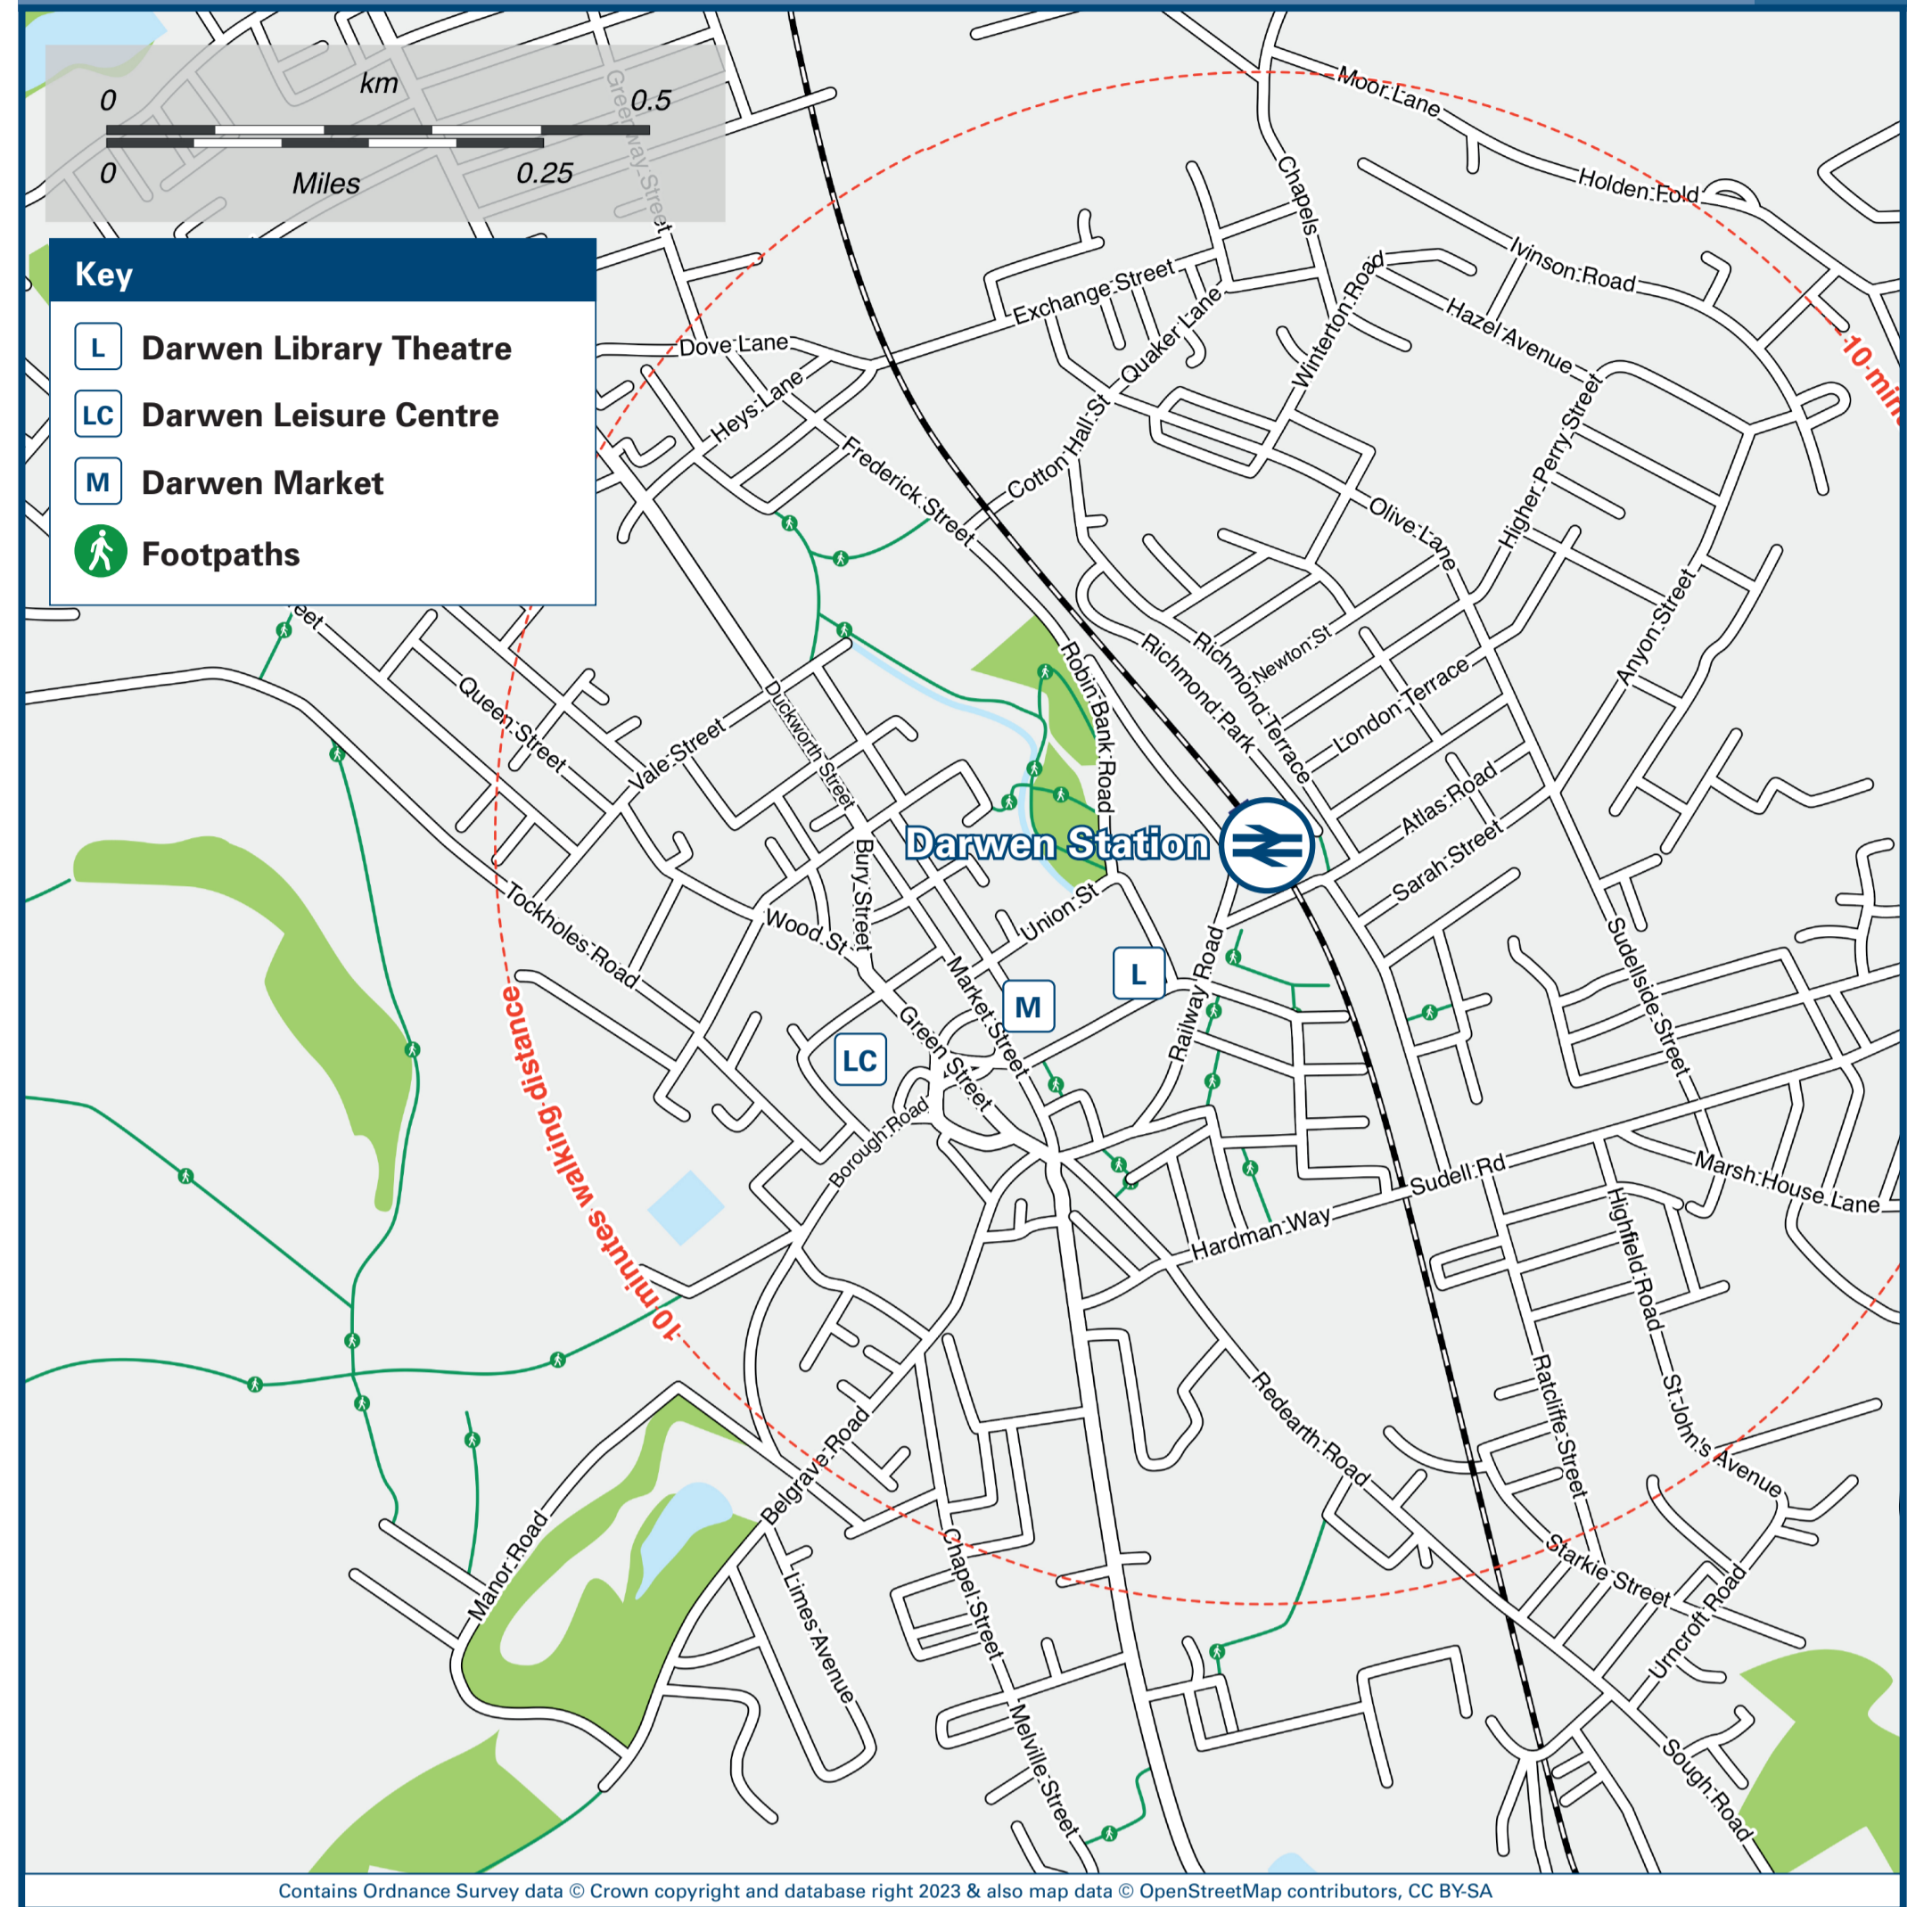 km
0
0.5
0
Miles
0.25
Greenway Street
Key
L
Darwen Library Theatre
LC
Darwen Leisure Centre
M
Darwen Market
Footpaths
Moor Lane
Chapels
Holden Fold
Ivinson Road
Exchange Street
Winterton Road
Hazel Avenue
Quaker Lane
Dove Lane
10 min
Heys Lane
Cotton Hall St
Higher Perry Street
Frederick Street
Olive Lane
eet
Anyon Street
Robin Bank Road
Richmond Park
Richmond Terrace
Newton St
London Terrace
Queen Street
Vale Street
Duckworth Street
Atlas Road
Sarah Street
Darwen Station
Bury Street
Union St
Tockholes Road
Wood St
Sudellside Street
Market Street
L
M
Railway Road
10 minutes walking distance
Green Street
LC
Borough Road
Sudell Rd
Marsh House Lane
Hardman Way
Highfield Road
Redearth Road
Ratcliffe Street
St John's Avenue
Belgrave Road
Manor Road
Chapel Street
Starkie Street
Limes Avenue
Urncroft Road
Melville Street
Sough Road
Contains Ordnance Survey data © Crown copyright and database right 2023 & also map data © OpenStreetMap contributors, CC BY-SA